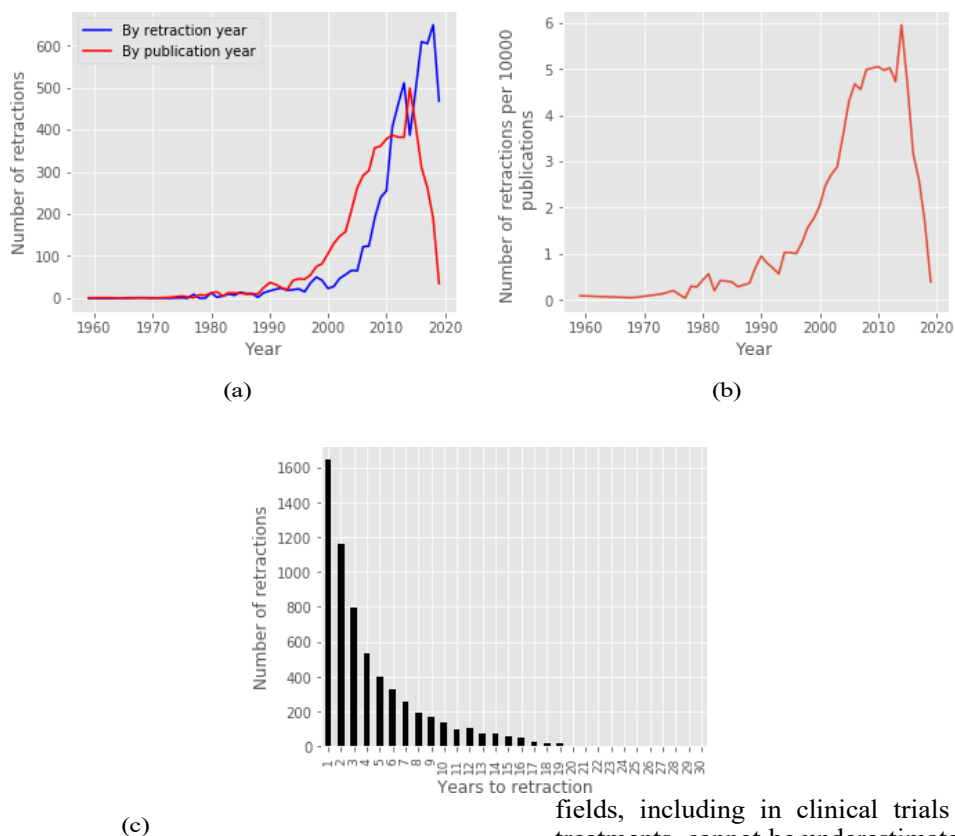 By retraction year
By publication year
Number of retractions
600
500
400
300
200
100
0
1960 1970 1980 1990 2000 2010 2020
Year
(a)
Number of retractions per 10000
publications
6
5
4
3
2
1
0
1960 1970 1980 1990 2000 2010 2020
Year
(b)
Number of retractions
1600
1400
1200
1000
800
600
400
200
0
1 2 3 4 5 6 7 8 9 10 11 12 13 14 15 16 17 18 19 20 21 22 23 24 25 26 27 28 29 30
Years to retraction
(c)
fields, including in clinical trials
treatments, cannot be underestimate